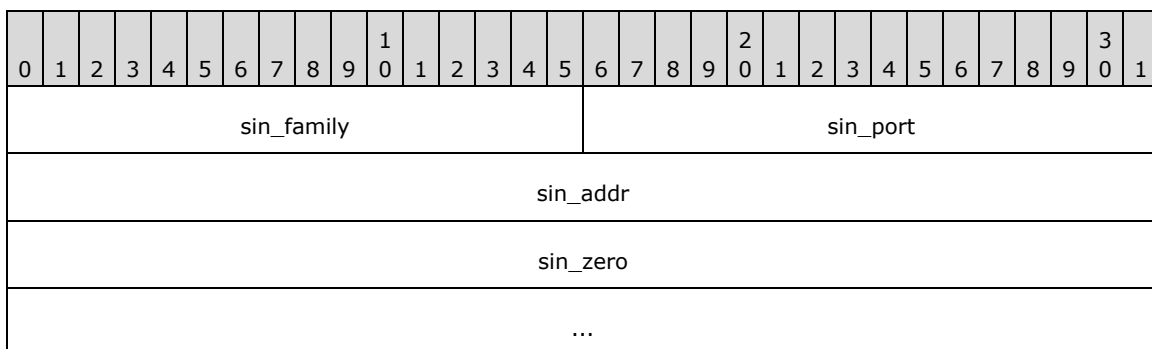 1 2 3
0 1 2 3 4 5 6 7 8 9 0 1 2 3 4 5 6 7 8 9 0 1 2 3 4 5 6 7 8 9 0 1
sin_family sin_port
sin_addr
sin_zero
...